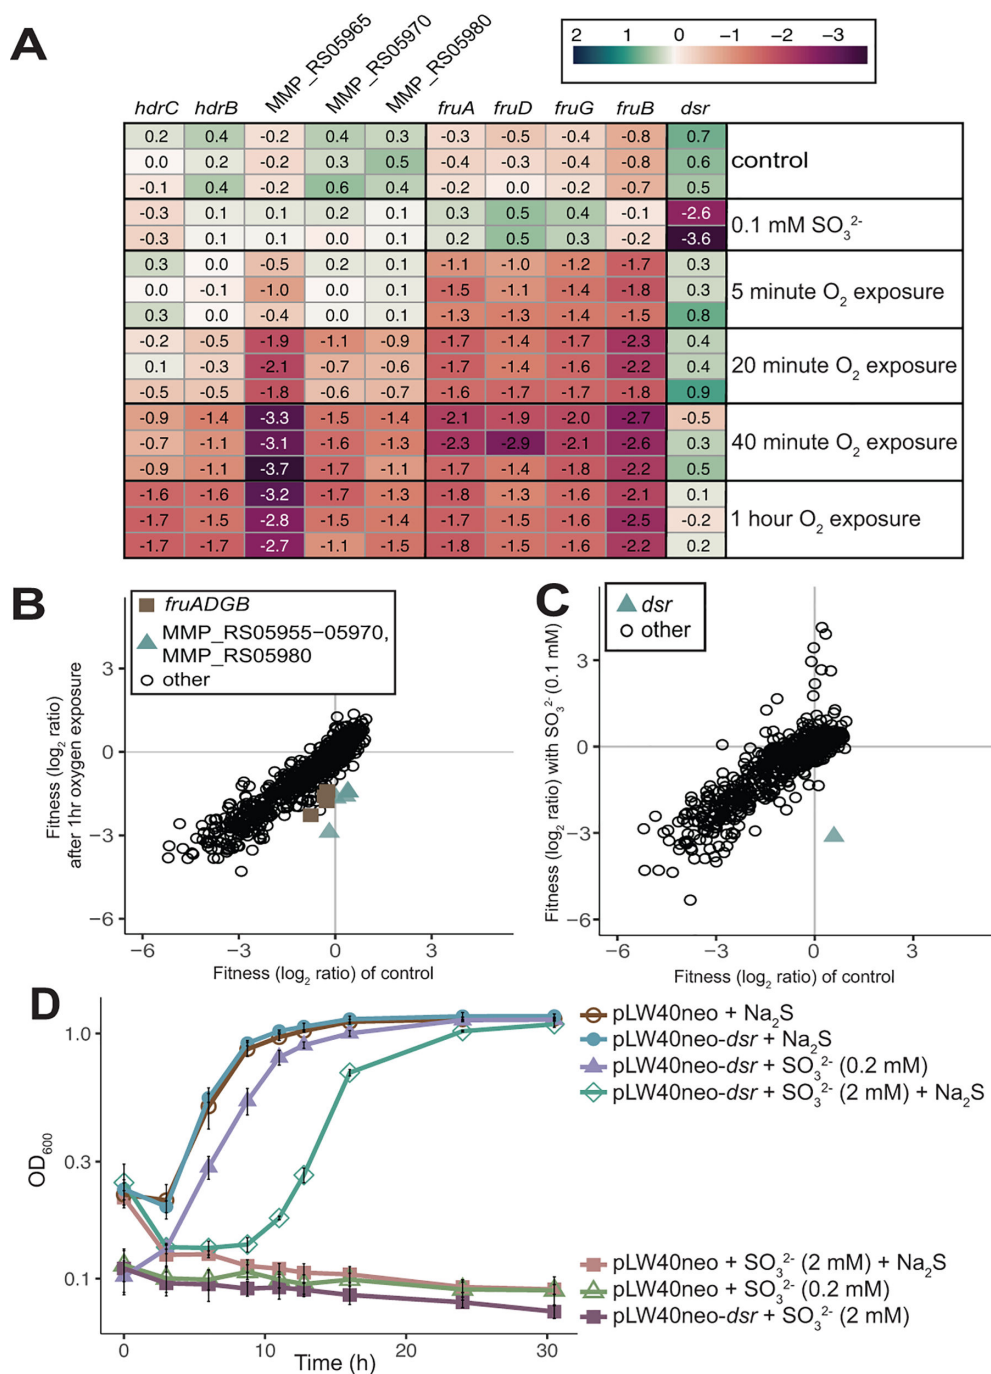 A
2 1 0 −1 −2 −3
hdrC hdrB MMP_RS05965 MMP_RS05970 MMP_RS05980 fruA fruD fruG fruB dsr
0.2 0.4 -0.2 0.4 0.3 -0.3 -0.5 -0.4 -0.8 0.7
0.0 0.2 -0.2 0.3 0.5 -0.4 -0.3 -0.4 -0.8 0.6 control
-0.1 0.4 -0.2 0.6 0.4 -0.2 0.0 -0.2 -0.7 0.5
-0.3 0.1 0.1 0.2 0.1 0.3 0.5 0.4 -0.1 -2.6 0.1 mM SO₃²⁻
-0.3 0.1 0.1 0.0 0.1 0.2 0.5 0.3 -0.2 -3.6
0.3 0.0 -0.5 0.2 0.1 -1.1 -1.0 -1.2 -1.7 0.3
0.0 -0.1 -1.0 0.0 0.1 -1.5 -1.1 -1.4 -1.8 0.3 5 minute O₂ exposure
0.3 0.0 -0.4 0.0 0.1 -1.3 -1.3 -1.4 -1.5 0.8
-0.2 -0.5 -1.9 -1.1 -0.9 -1.7 -1.4 -1.7 -2.3 0.4
0.1 -0.3 -2.1 -0.7 -0.6 -1.7 -1.4 -1.6 -2.2 0.4 20 minute O₂ exposure
-0.5 -0.5 -1.8 -0.6 -0.7 -1.6 -1.7 -1.7 -1.8 0.9
-0.9 -1.4 -3.3 -1.5 -1.4 -2.1 -1.9 -2.0 -2.7 -0.5
-0.7 -1.1 -3.1 -1.6 -1.3 -2.3 -2.9 -2.1 -2.6 0.3 40 minute O₂ exposure
-0.9 -1.1 -3.7 -1.7 -1.1 -1.7 -1.4 -1.8 -2.2 0.5
-1.6 -1.6 -3.2 -1.7 -1.3 -1.8 -1.3 -1.6 -2.1 0.1
-1.7 -1.5 -2.8 -1.5 -1.4 -1.7 -1.5 -1.6 -2.5 -0.2 1 hour O₂ exposure
-1.7 -1.7 -2.7 -1.1 -1.5 -1.8 -1.5 -1.6 -2.2 0.2
B
fruADGB
MMP_RS05955−05970,
MMP_RS05980
other
Fitness (log₂ ratio)
after 1hr oxygen exposure
3
0
−3
−6
−6 −3 0 3
Fitness (log₂ ratio) of control
C
dsr
other
Fitness (log₂ ratio) with SO₃²⁻ (0.1 mM)
3
0
−3
−6
−6 −3 0 3
Fitness (log₂ ratio) of control
D
OD₆₀₀
1.0
0.3
0.1
0 10 20 30
Time (h)
pLW40neo + Na₂S
pLW40neo-dsr + Na₂S
pLW40neo-dsr + SO₃²⁻ (0.2 mM)
pLW40neo-dsr + SO₃²⁻ (2 mM) + Na₂S
pLW40neo + SO₃²⁻ (2 mM) + Na₂S
pLW40neo + SO₃²⁻ (0.2 mM)
pLW40neo-dsr + SO₃²⁻ (2 mM)